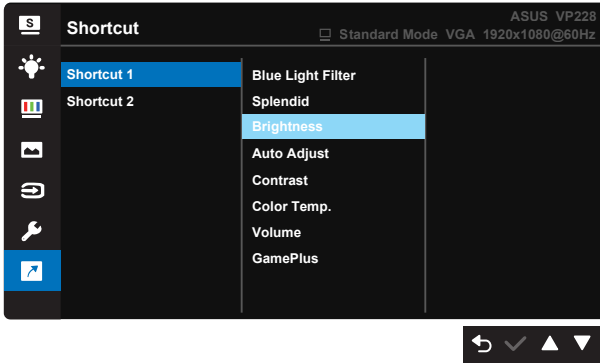 S
Shortcut
ASUS VP228
Standard Mode VGA 1920x1080@60Hz
Shortcut 1
Shortcut 2
Blue Light Filter
Splendid
Brightness
Auto Adjust
Contrast
Color Temp.
Volume
GamePlus